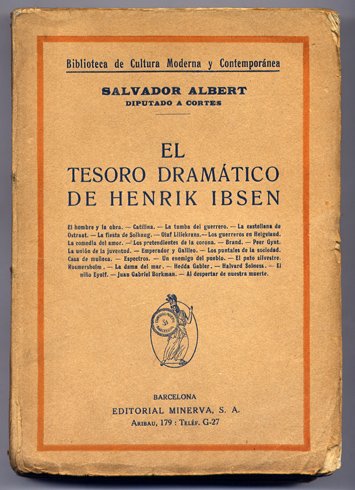 Biblioteca de Cultura Moderna y Contemporánea
SALVADOR ALBERT
DIPUTADO A CORTES
EL
TESORO DRAMÁTICO
DE HENRIK IBSEN
El hombre y la obra. — Catilina. — La tumba del guerrero. — La castellana de
Ostraat. — La fiesta de Solhaug. — Olaf Liliekrans. — Los guerreros en Helgeland.
La comedia del amor. — Los pretendientes de la corona. — Brand. — Peer Gynt.
La unión de la juventud. — Emperador y Galileo. — Los puntales de la sociedad.
Casa de muñeca. — Espectros. — Un enemigo del pueblo. — El pato silvestre.
Rosmersholm. — La dama del mar. — Hedda Gabler. — Halvard Solness. — El
niño Eyolf. — Juan Gabriel Borkman. — Al despertar de nuestra muerte.
BARCELONA
EDITORIAL MINERVA, S. A.
ARIBAU, 179 : TELÉF. G-27